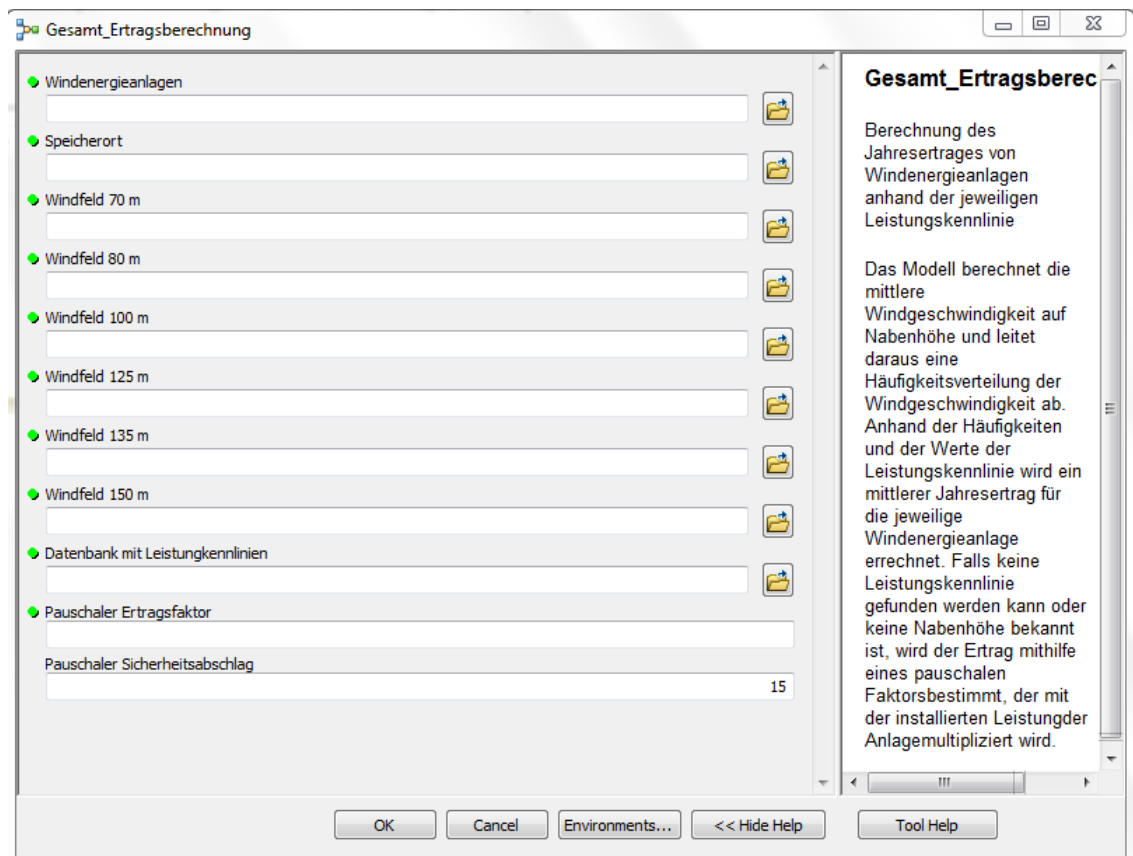 Gesamt_Ertragsberechnung
Windenergieanlagen
Speicherort
Windfeld 70 m
Windfeld 80 m
Windfeld 100 m
Windfeld 125 m
Windfeld 135 m
Windfeld 150 m
Datenbank mit Leistungkennlinien
Pauschaler Ertragsfaktor
Pauschaler Sicherheitsabschlag
15
Gesamt_Ertragsberec
Berechnung des
Jahresertrages von
Windenergieanlagen
anhand der jeweiligen
Leistungskennlinie
Das Modell berechnet die
mittlere
Windgeschwindigkeit auf
Nabenhöhe und leitet
daraus eine
Häufigkeitsverteilung der
Windgeschwindigkeit ab.
Anhand der Häufigkeiten
und der Werte der
Leistungskennlinie wird ein
mittlerer Jahresertrag für
die jeweilige
Windenergieanlage
errechnet. Falls keine
Leistungskennlinie
gefunden werden kann oder
keine Nabenhöhe bekannt
ist, wird der Ertrag mithilfe
eines pauschalen
Faktorsbestimmt, der mit
der installierten Leistungder
Anlagemultipliziert wird.
OK
Cancel
Environments...
<< Hide Help
Tool Help